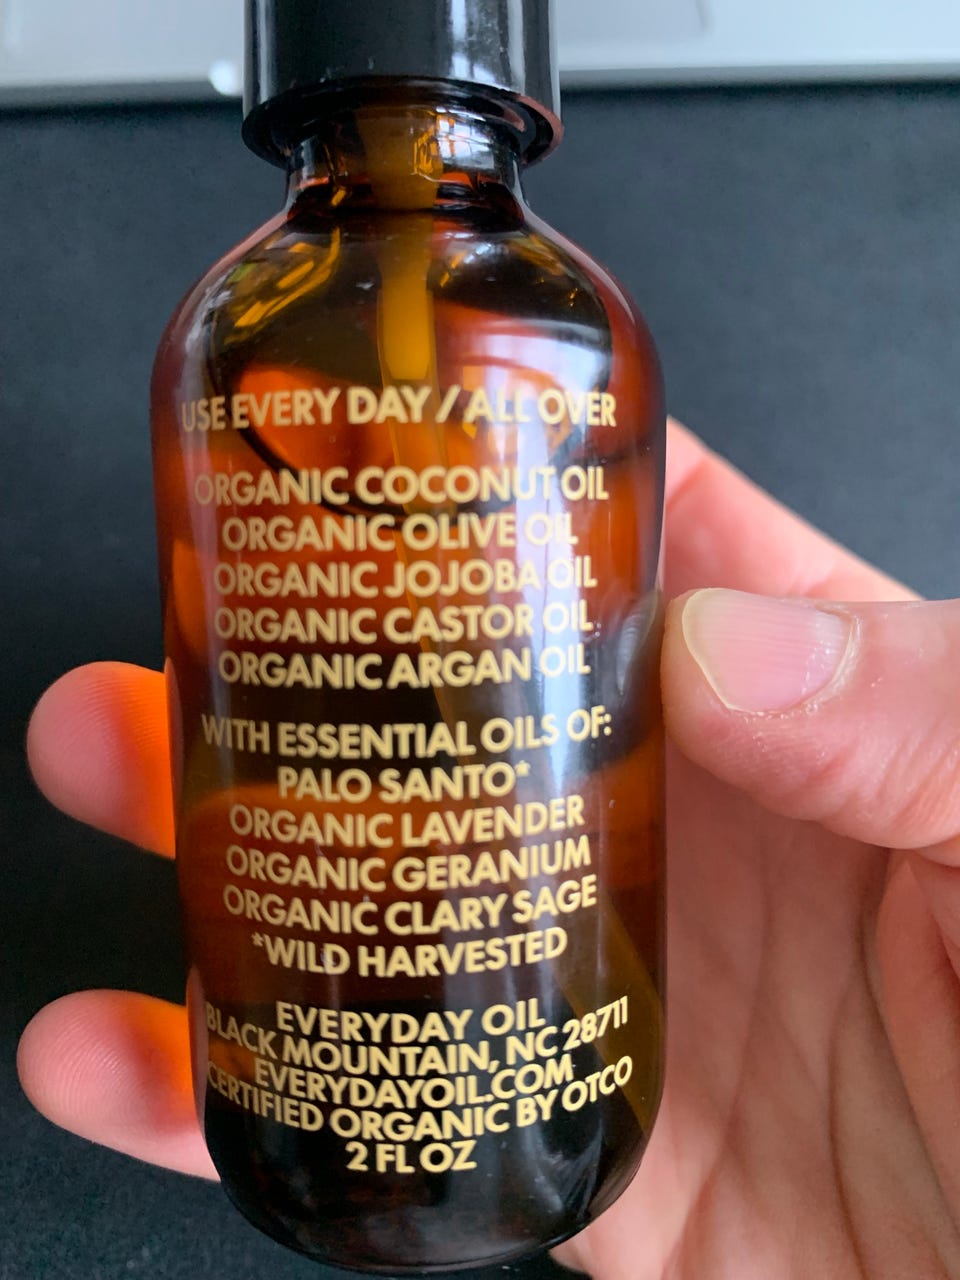 USE EVERY DAY / ALL OVER
ORGANIC COCONUT OIL
ORGANIC OLIVE OIL
ORGANIC JOJOBA OIL
ORGANIC CASTOR OIL
ORGANIC ARGAN OIL
WITH ESSENTIAL OILS OF:
PALO SANTO*
ORGANIC LAVENDER
ORGANIC GERANIUM
ORGANIC CLARY SAGE
*WILD HARVESTED
EVERYDAY OIL
BLACK MOUNTAIN, NC 28711
EVERYDAYOIL.COM
CERTIFIED ORGANIC BY OTCO
2 FL OZ